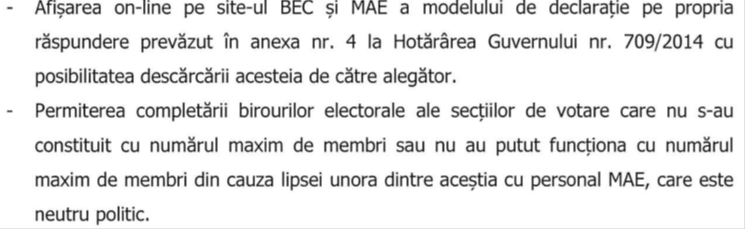 - Afișarea on-line pe site-ul BEC și MAE a modelului de declarație pe propria
răspundere prevăzut în anexa nr. 4 la Hotărârea Guvernului nr. 709/2014 cu
posibilitatea descărcării acesteia de către alegător.
- Permiterea completării birourilor electorale ale secțiilor de votare care nu s-au
constituit cu numărul maxim de membri sau nu au putut funcționa cu numărul
maxim de membri din cauza lipsei unora dintre aceștia cu personal MAE, care este
neutru politic.